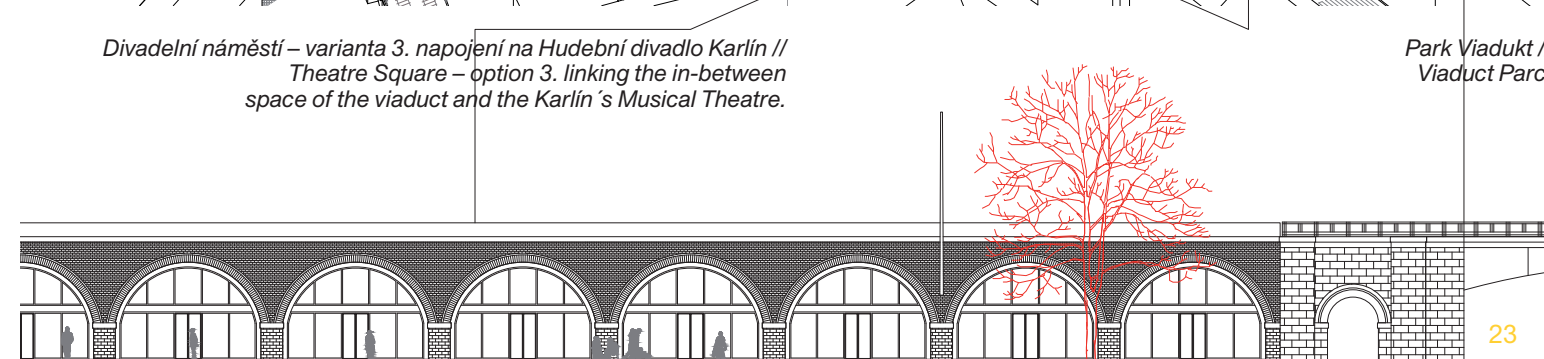 Divadelní náměstí – varianta 3. napojení na Hudební divadlo Karlín //
Theatre Square – option 3. linking the in-between
space of the viaduct and the Karlín´s Musical Theatre.
Park Viadukt /
Viaduct Parc
23